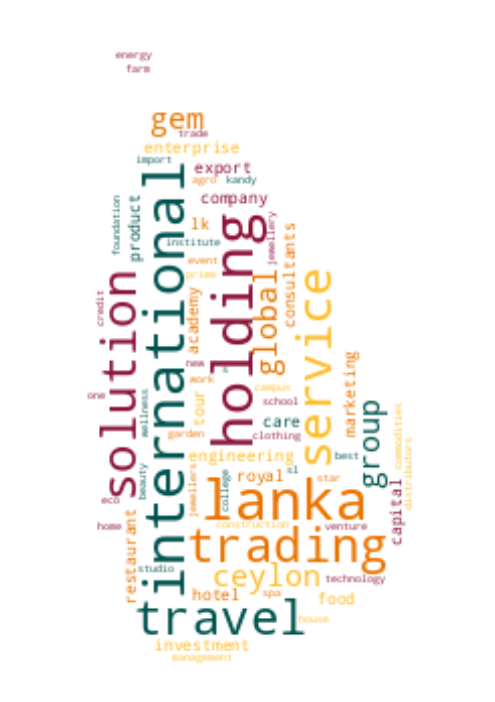 energy
farm
gem
trade
enterprise
import
export
agro
kandy
company
foundation
product
international
lk
holding
jewellery
institute
consultants
event
prime
global
service
solution
credit
academy
new
s
work
marketing
one
wellness
tour
campus
school
group
care
garden
clothing
commodities
distributors
engineering
best
beauty
jewellers
college
royal
sl
star
capital
eco
lanka
home
restaurant
construction
venture
trading
studio
ceylon
technology
hotel
spa
food
travel
house
investment
management